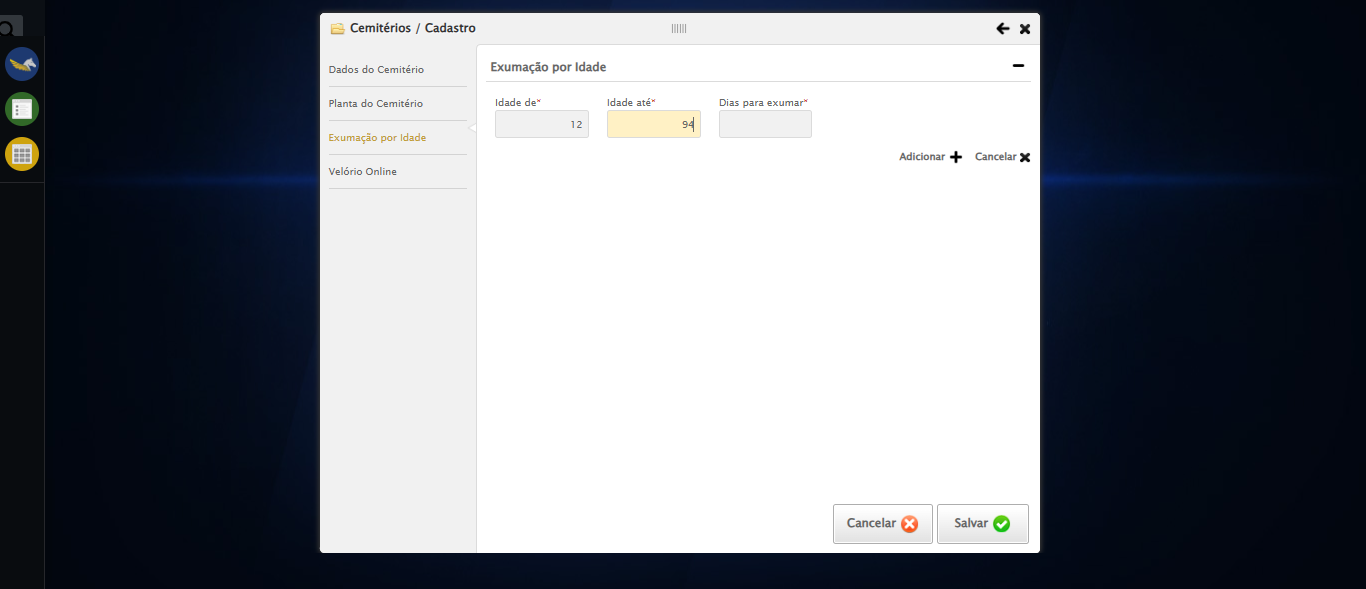 Cemitérios / Cadastro
Dados do Cemitério
Planta do Cemitério
Exumação por Idade
Velório Online
Exumação por Idade
Idade de* Idade até* Dias para exumar*
12 94
Adicionar Cancelar
Cancelar Salvar